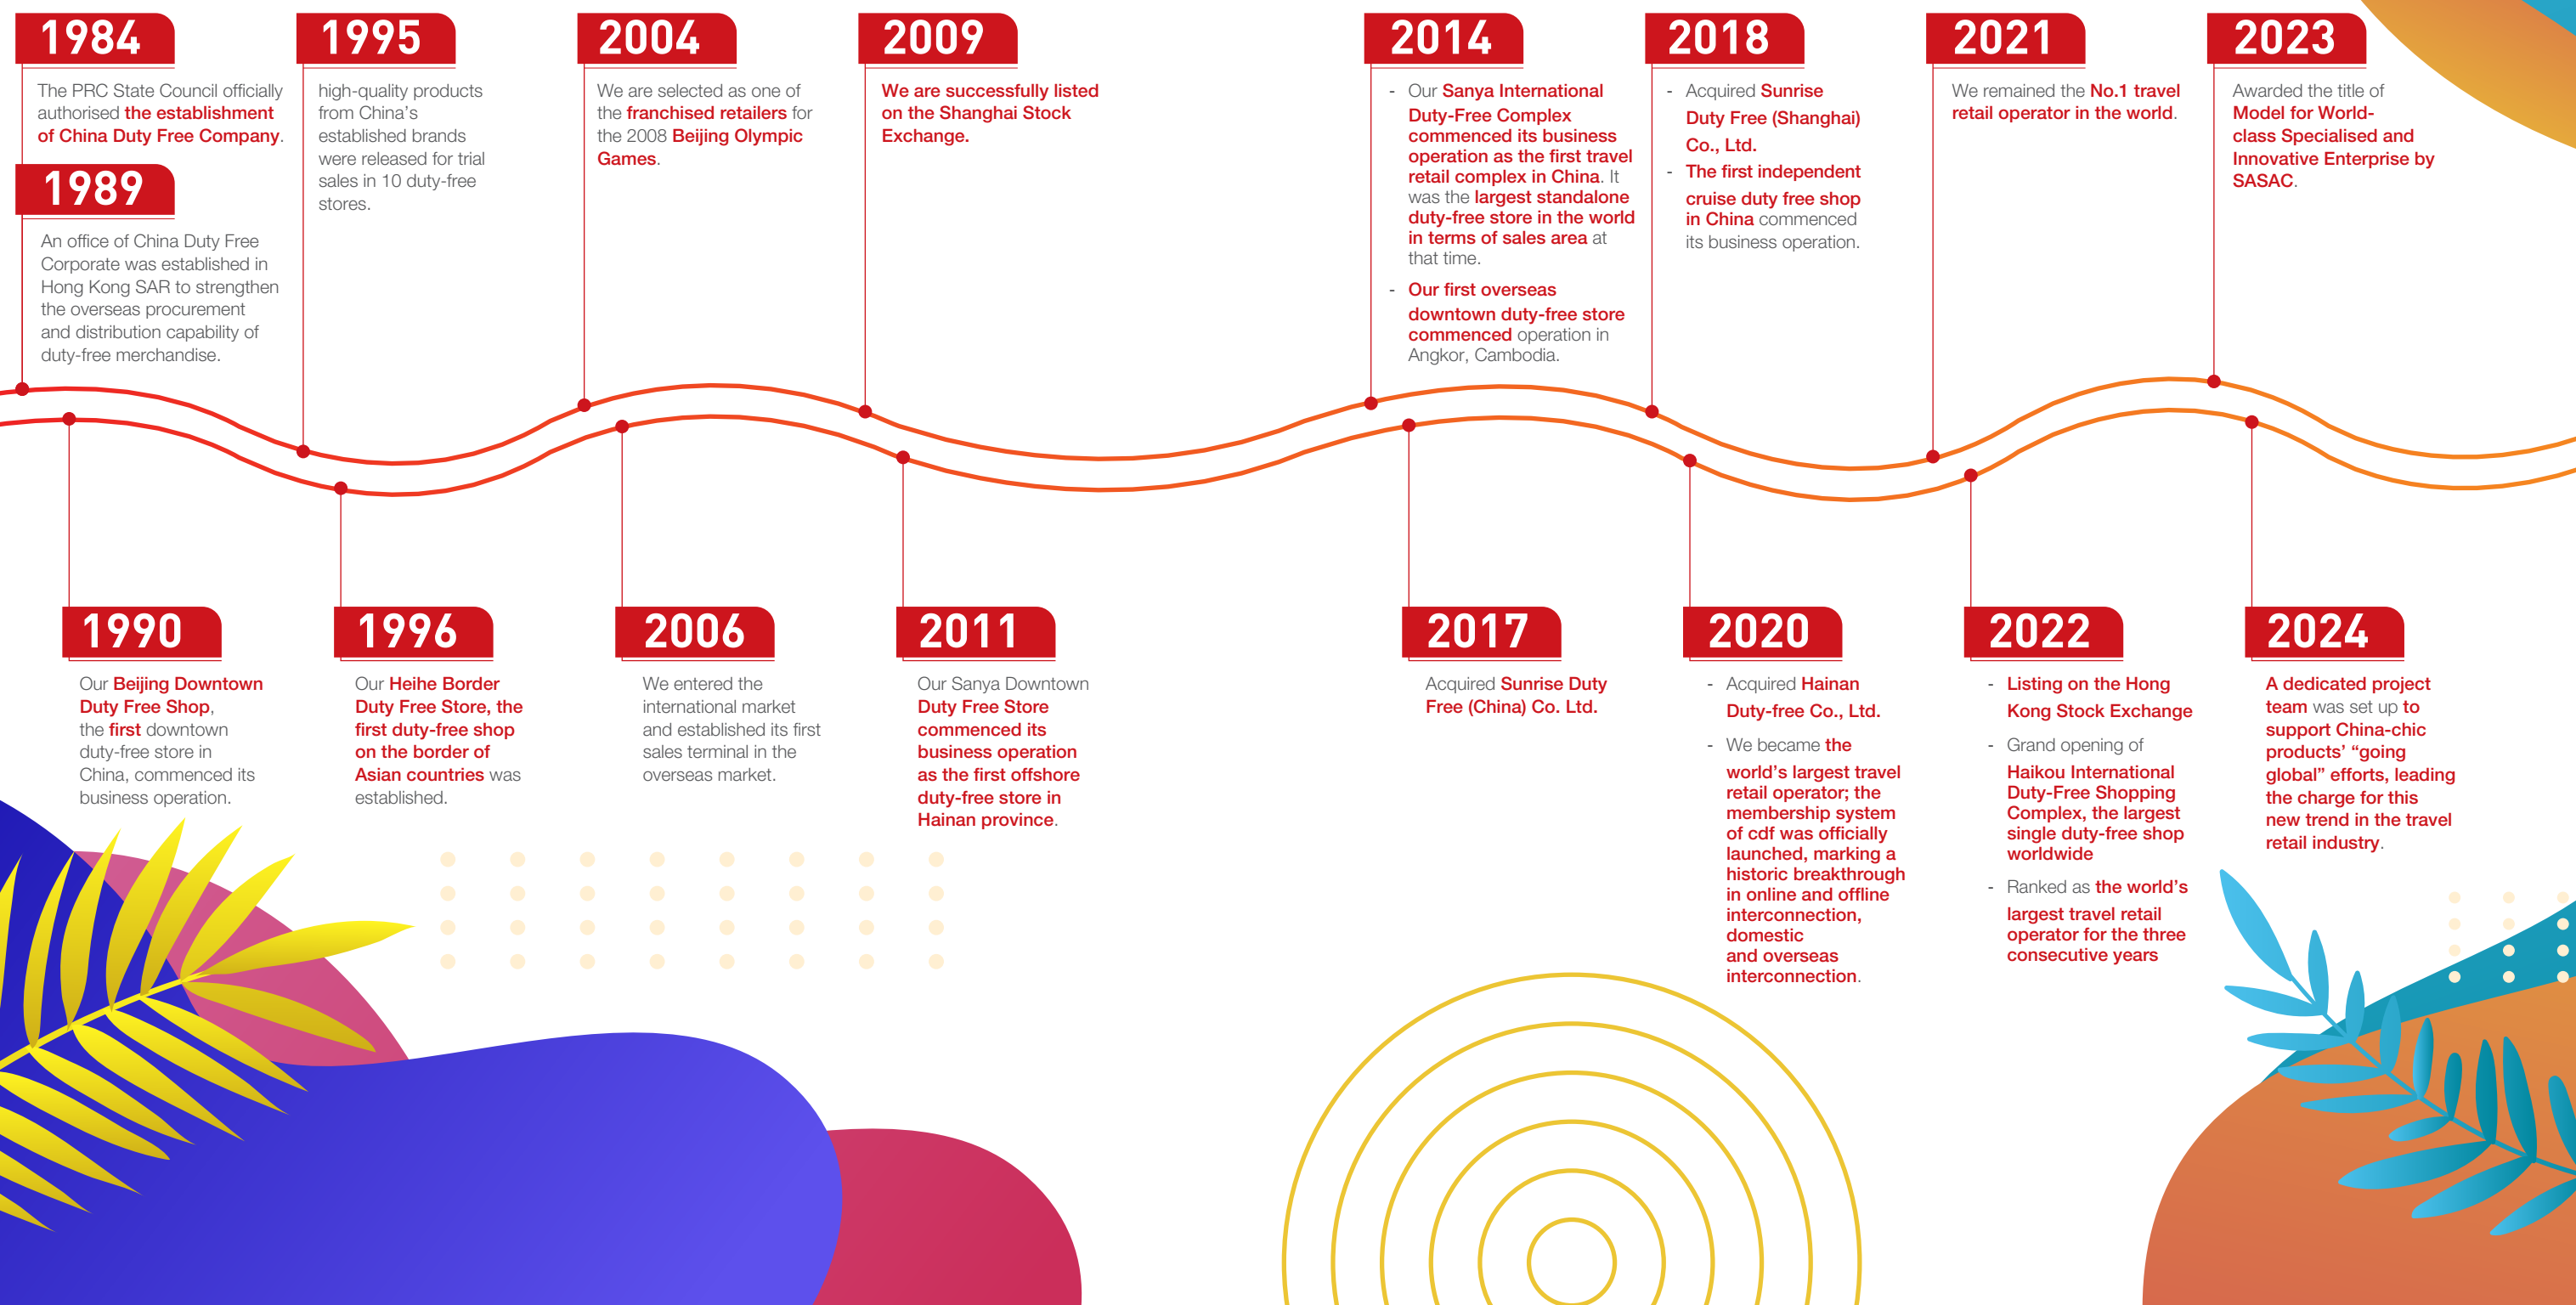 1984
The PRC State Council officially
authorised the establishment
of China Duty Free Company.
1989
An office of China Duty Free
Corporate was established in
Hong Kong SAR to strengthen
the overseas procurement
and distribution capability of
duty-free merchandise.
1995
high-quality products
from China's
established brands
were released for trial
sales in 10 duty-free
stores.
2004
We are selected as one of
the franchised retailers for
the 2008 Beijing Olympic
Games.
2009
We are successfully listed
on the Shanghai Stock
Exchange.
2014
- Our Sanya International
Duty-Free Complex
commenced its business
operation as the first travel
retail complex in China. It
was the largest standalone
duty-free store in the world
in terms of sales area at
that time.
- Our first overseas
downtown duty-free store
commenced operation in
Angkor, Cambodia.
2018
- Acquired Sunrise
Duty Free (Shanghai)
Co., Ltd.
- The first independent
cruise duty free shop
in China commenced
its business operation.
2021
We remained the No.1 travel
retail operator in the world.
2023
Awarded the title of
Model for World-
class Specialised and
Innovative Enterprise by
SASAC.
1990
Our Beijing Downtown
Duty Free Shop,
the first downtown
duty-free store in
China, commenced its
business operation.
1996
Our Heihe Border
Duty Free Store, the
first duty-free shop
on the border of
Asian countries was
established.
2006
We entered the
international market
and established its first
sales terminal in the
overseas market.
2011
Our Sanya Downtown
Duty Free Store
commenced its
business operation
as the first offshore
duty-free store in
Hainan province.
2017
Acquired Sunrise Duty
Free (China) Co. Ltd.
2020
- Acquired Hainan
Duty-free Co., Ltd.
- We became the
world's largest travel
retail operator; the
membership system
of cdf was officially
launched, marking a
historic breakthrough
in online and offline
interconnection,
domestic
and overseas
interconnection.
2022
- Listing on the Hong
Kong Stock Exchange
- Grand opening of
Haikou International
Duty-Free Shopping
Complex, the largest
single duty-free shop
worldwide
- Ranked as the world's
largest travel retail
operator for the three
consecutive years
2024
A dedicated project
team was set up to
support China-chic
products' “going
global” efforts, leading
the charge for this
new trend in the travel
retail industry.